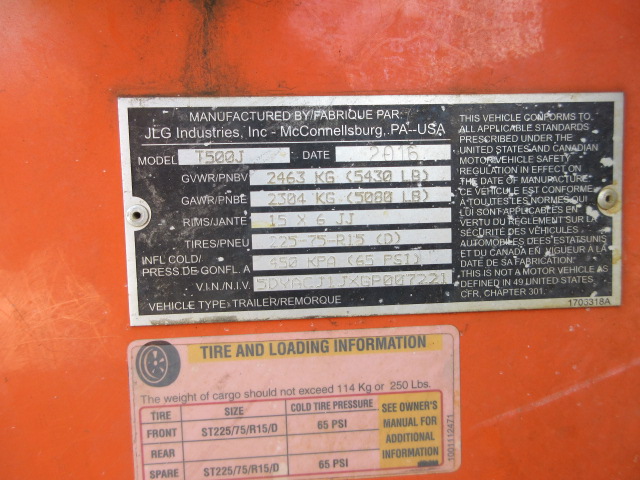 MANUFACTURED BY/FABRIQUE PAR:
JLG Industries, Inc - McConnellsburg, PA--USA
MODEL T500J DATE 2016
GVWR/PNBV 2463 KG (5430 LB)
GAWR/PNBE 2304 KG (5080 LB)
RIMS/JANTE 15 X 6 JJ
TIRES/PNEU 225-75-R15 (D)
INFL COLD/
PRESS DE GONFL. A 450 KPA (65 PSI)
V.I.N./N.I.V.
VEHICLE TYPE: TRAILER/REMORQUE
THIS VEHICLE CONFORMS TO
ALL APPLICABLE STANDARDS
PRESCRIBED UNDER THE
UNITED STATES AND CANADIAN
MOTOR VEHICLE SAFETY
REGULATION IN EFFECT ON
THE DATE OF MANUFACTURE
CE VEHICULE EST CONFORME
A TOUTES LES NORMES QUI
LUI SONT APPLICABLES EN
VERTU DU REGLEMENT SUR LA
SÉCURITÉ DES VÉHICULES
AUTOMOBILES DES ETATS UNIS
ET DU CANADA EN VIGUEUR A LA
DATE DE SA FABRICATION:
THIS IS NOT A MOTOR VEHICLE AS
DEFINED IN 49 UNITED STATES
CFR, CHAPTER 301.
1703318A
TIRE AND LOADING INFORMATION
The weight of cargo should not exceed 114 Kg or 250 Lbs.
TIRE SIZE COLD TIRE PRESSURE
FRONT ST225/75/R15/D 65 PSI
REAR
SPARE ST225/75/R15/D 65 PSI
SEE OWNER'S
MANUAL FOR
ADDITIONAL
INFORMATION
1001112471